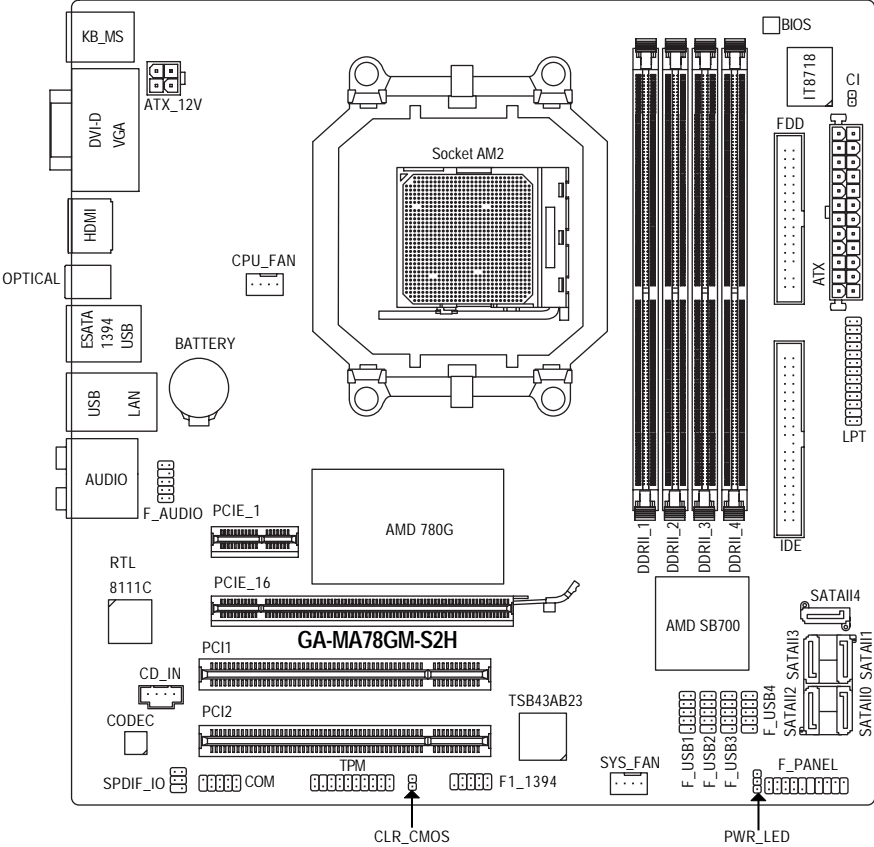 BIOS
KB_MS
IT8718
CI
ATX_12V
DVI-D
VGA
FDD
Socket AM2
HDMI
CPU_FAN
OPTICAL
ATX
ESATA
1394
USB
BATTERY
USB
LAN
LPT
AUDIO
F_AUDIO
PCIE_1
AMD 780G
DDRII_1
DDRII_2
DDRII_3
DDRII_4
IDE
RTL
8111C
PCIE_16
SATAII4
AMD SB700
GA-MA78GM-S2H
SATAII3
SATAII1
PCI1
CD_IN
TSB43AB23
F_USB4
SATAII2
SATAII0
CODEC
PCI2
F_USB1
F_USB2
F_USB3
SYS_FAN
F_PANEL
TPM
SPDIF_IO
COM
F1_1394
CLR_CMOS
PWR_LED